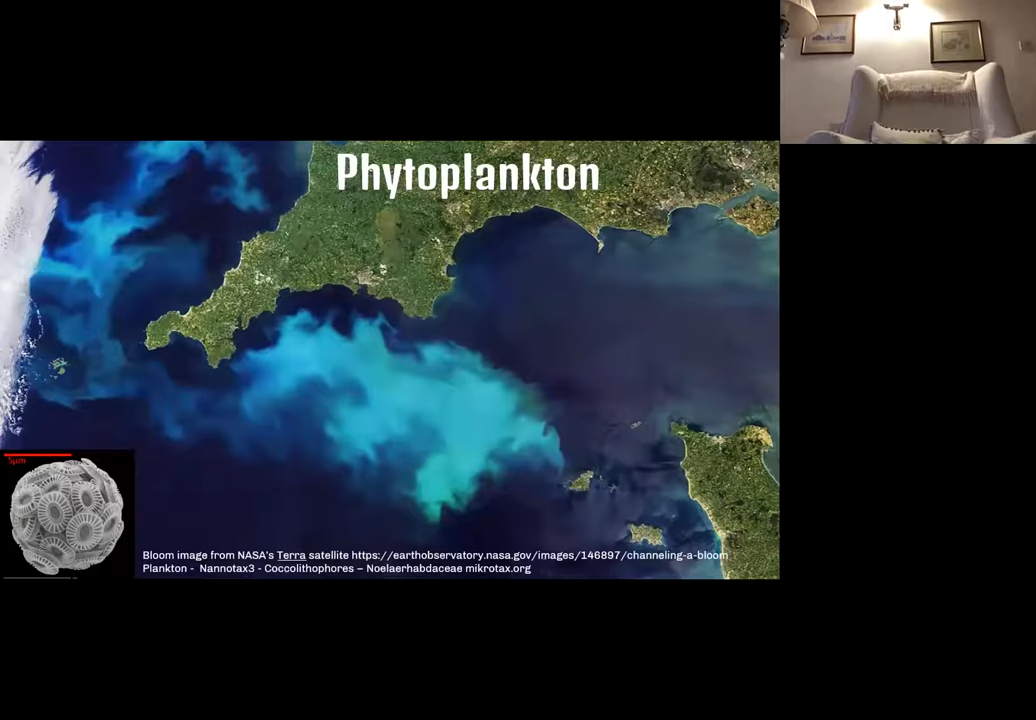 Phytoplankton
5µm
Bloom image from NASA's Terra satellite https://earthobservatory.nasa.gov/images/146897/channeling-a-bloom
Plankton - Nannotax3 - Coccolithophores – Noelaerhabdaceae mikrotax.org